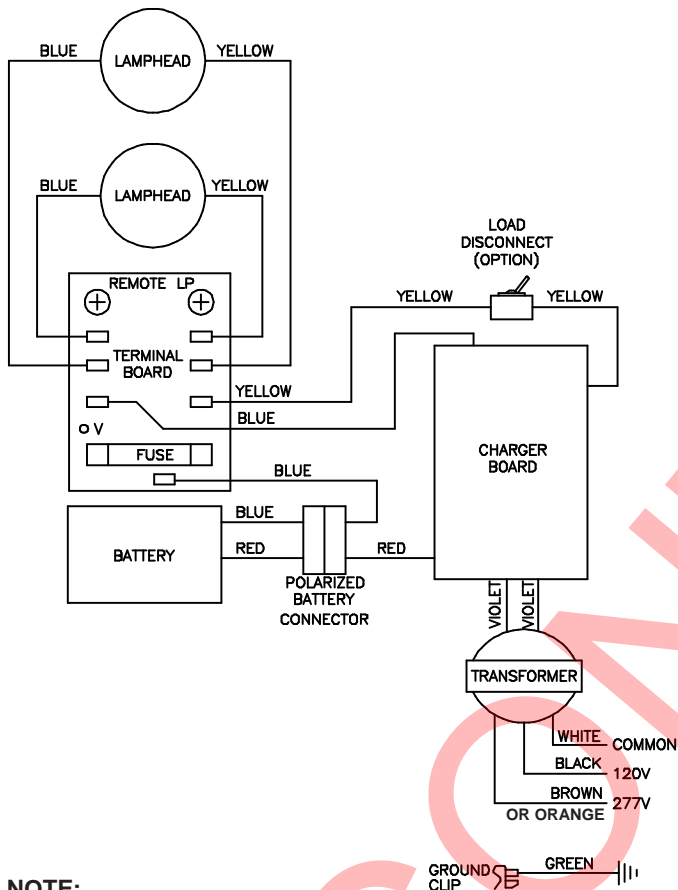 BLUE
LAMPHEAD
YELLOW
BLUE
LAMPHEAD
YELLOW
LOAD
DISCONNECT
(OPTION)
REMOTE LP
YELLOW
YELLOW
TERMINAL
BOARD
YELLOW
BLUE
V
FUSE
CHARGER
BOARD
BLUE
BLUE
BATTERY
RED
RED
POLARIZED
BATTERY
CONNECTOR
VIOLET
VIOLET
TRANSFORMER
WHITE
COMMON
BLACK
120V
BROWN
277V
OR ORANGE
GROUND
CLIP
GREEN
NOTE: